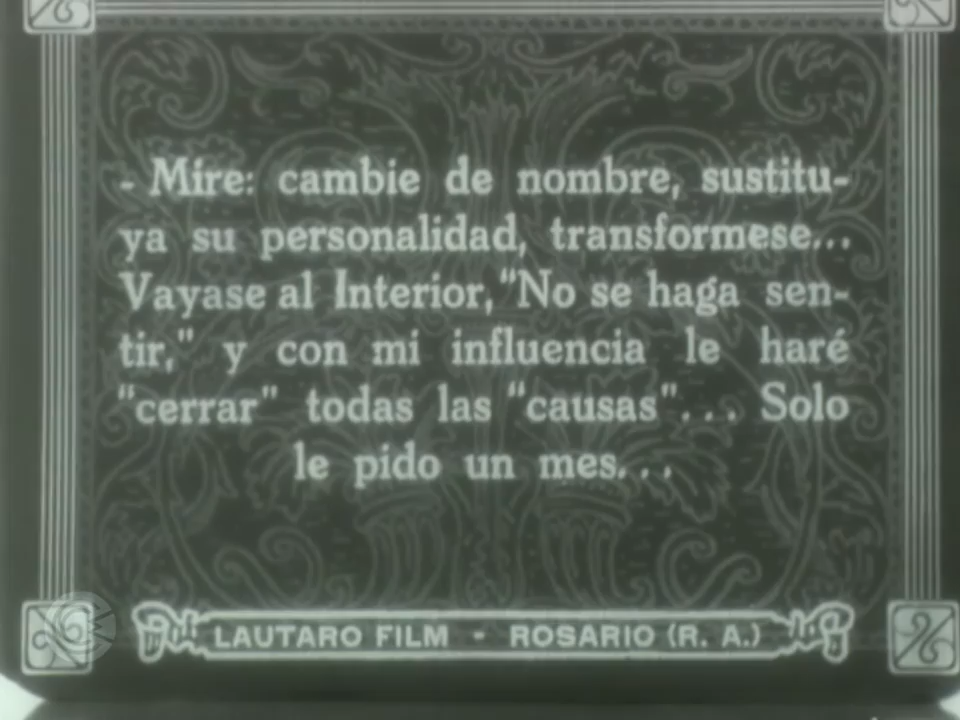 - Mire: cambie de nombre, sustitu-
ya su personalidad, transformese...
Vayase al Interior, "No se haga sen-
tir," y con mi influencia le haré
"cerrar" todas las "causas"... Solo
le pido un mes...
LAUTARO FILM - ROSARIO (R. A.)